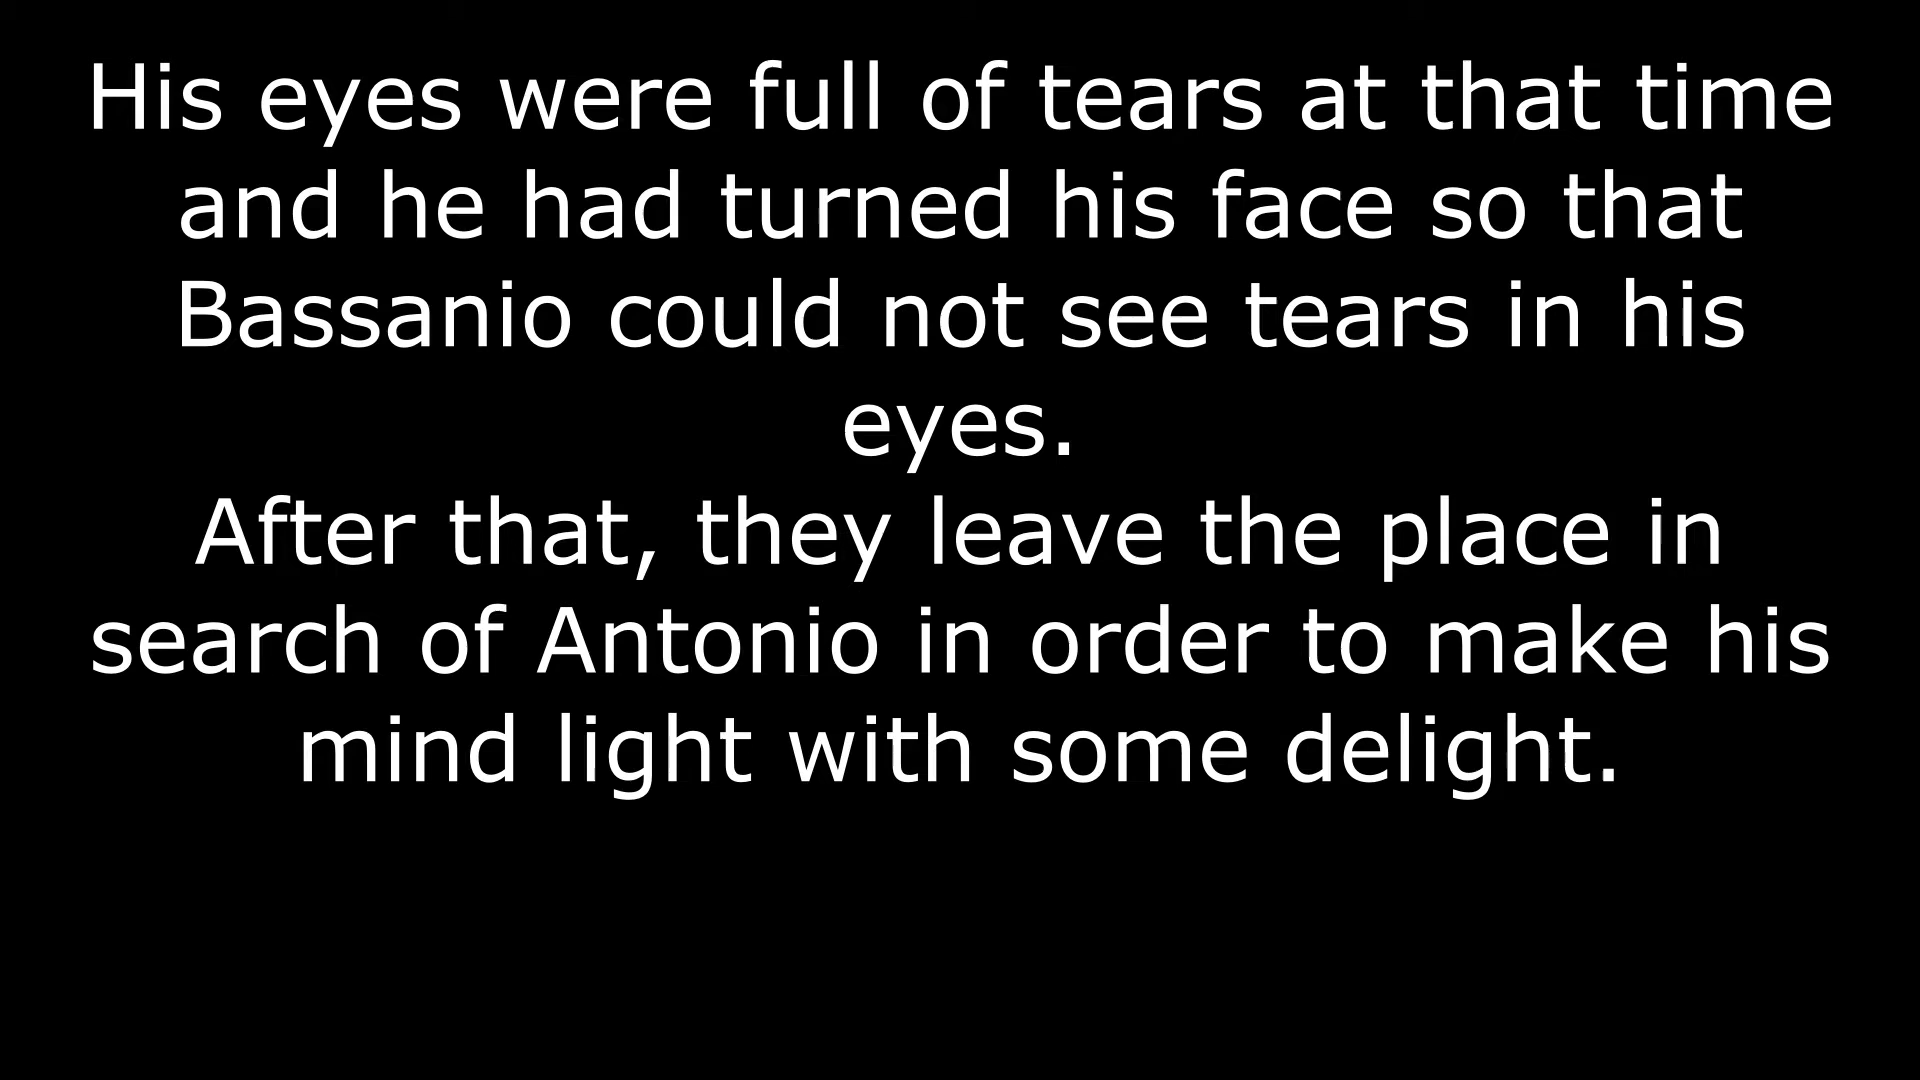 His eyes were full of tears at that time
and he had turned his face so that
Bassanio could not see tears in his
eyes.
After that, they leave the place in
search of Antonio in order to make his
mind light with some delight.